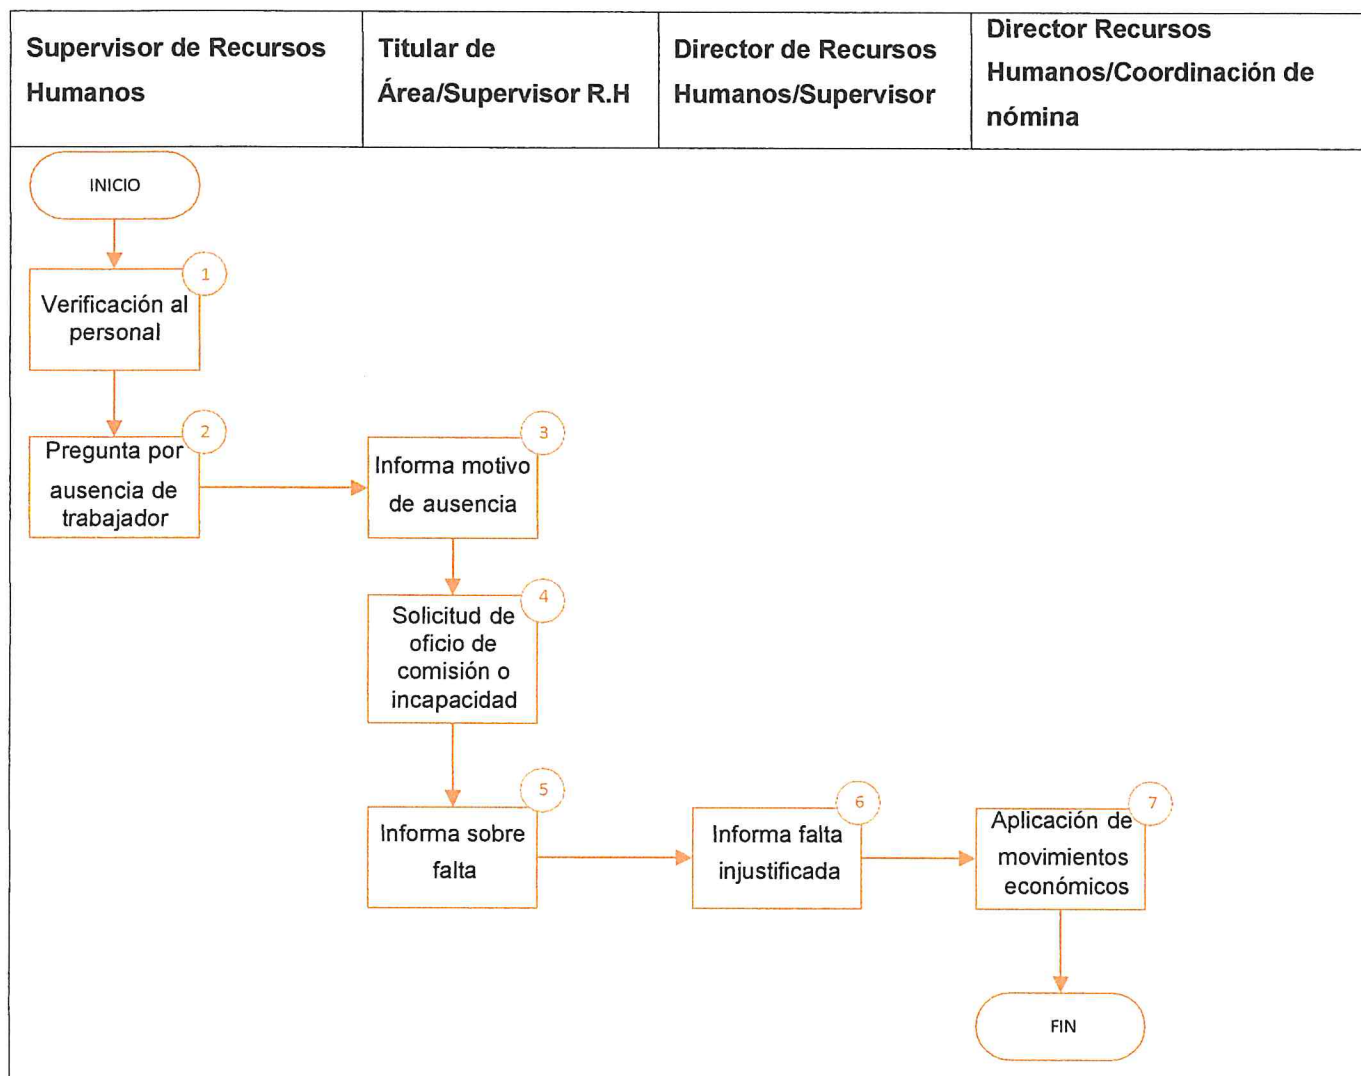 Supervisor de Recursos
Humanos
Titular de
Área/Supervisor R.H
Director de Recursos
Humanos/Supervisor
Director Recursos
Humanos/Coordinación de
nómina
INICIO
1
Verificación al
personal
2
Pregunta por
ausencia de
trabajador
3
Informa motivo
de ausencia
4
Solicitud de
oficio de
comisión o
incapacidad
5
Informa sobre
falta
6
Informa falta
injustificada
7
Aplicación de
movimientos
económicos
FIN